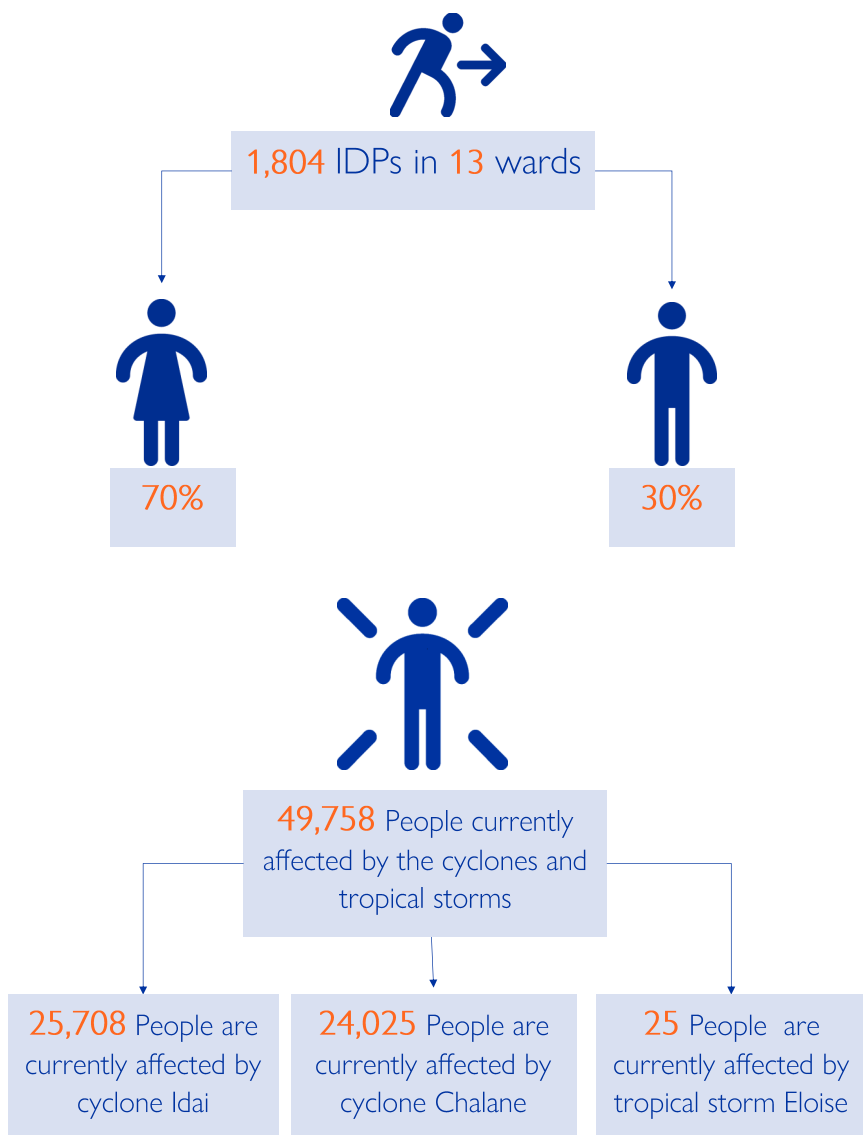 1,804 IDPs in 13 wards
70%
30%
49,758 People currently
affected by the cyclones and
tropical storms
25,708 People are
currently affected by
cyclone Idai
24,025 People are
currently affected by
cyclone Chalane
25 People are
currently affected by
tropical storm Eloise